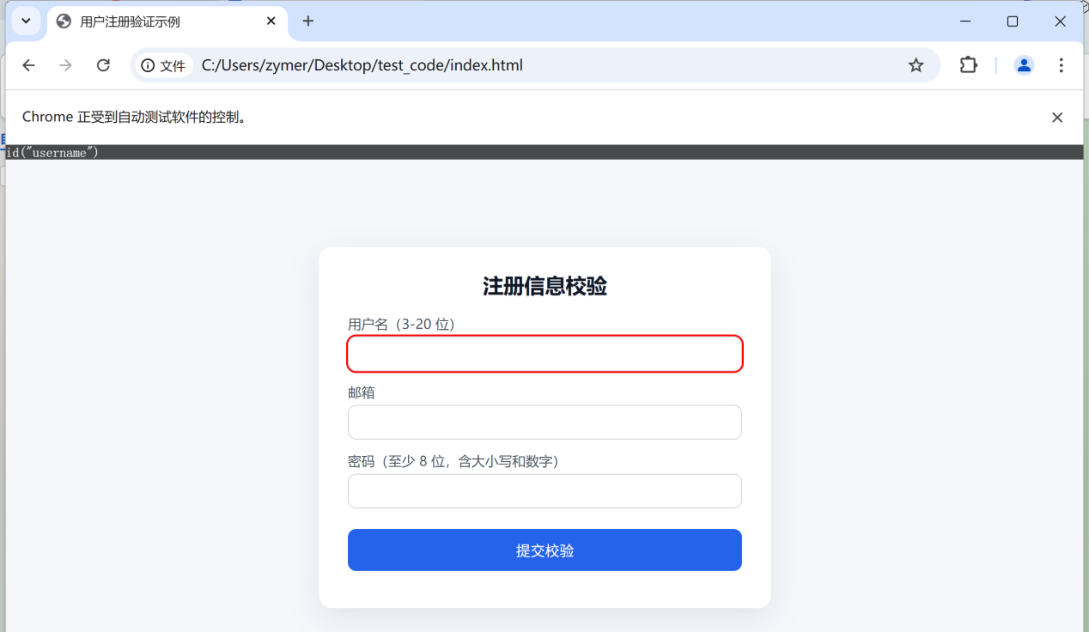 用户注册验证示例
文件 C:/Users/zymer/Desktop/test_code/index.html
Chrome 正受到自动测试软件的控制。
id("username")
注册信息校验
用户名（3-20 位）
邮箱
密码（至少 8 位，含大小写和数字）
提交校验